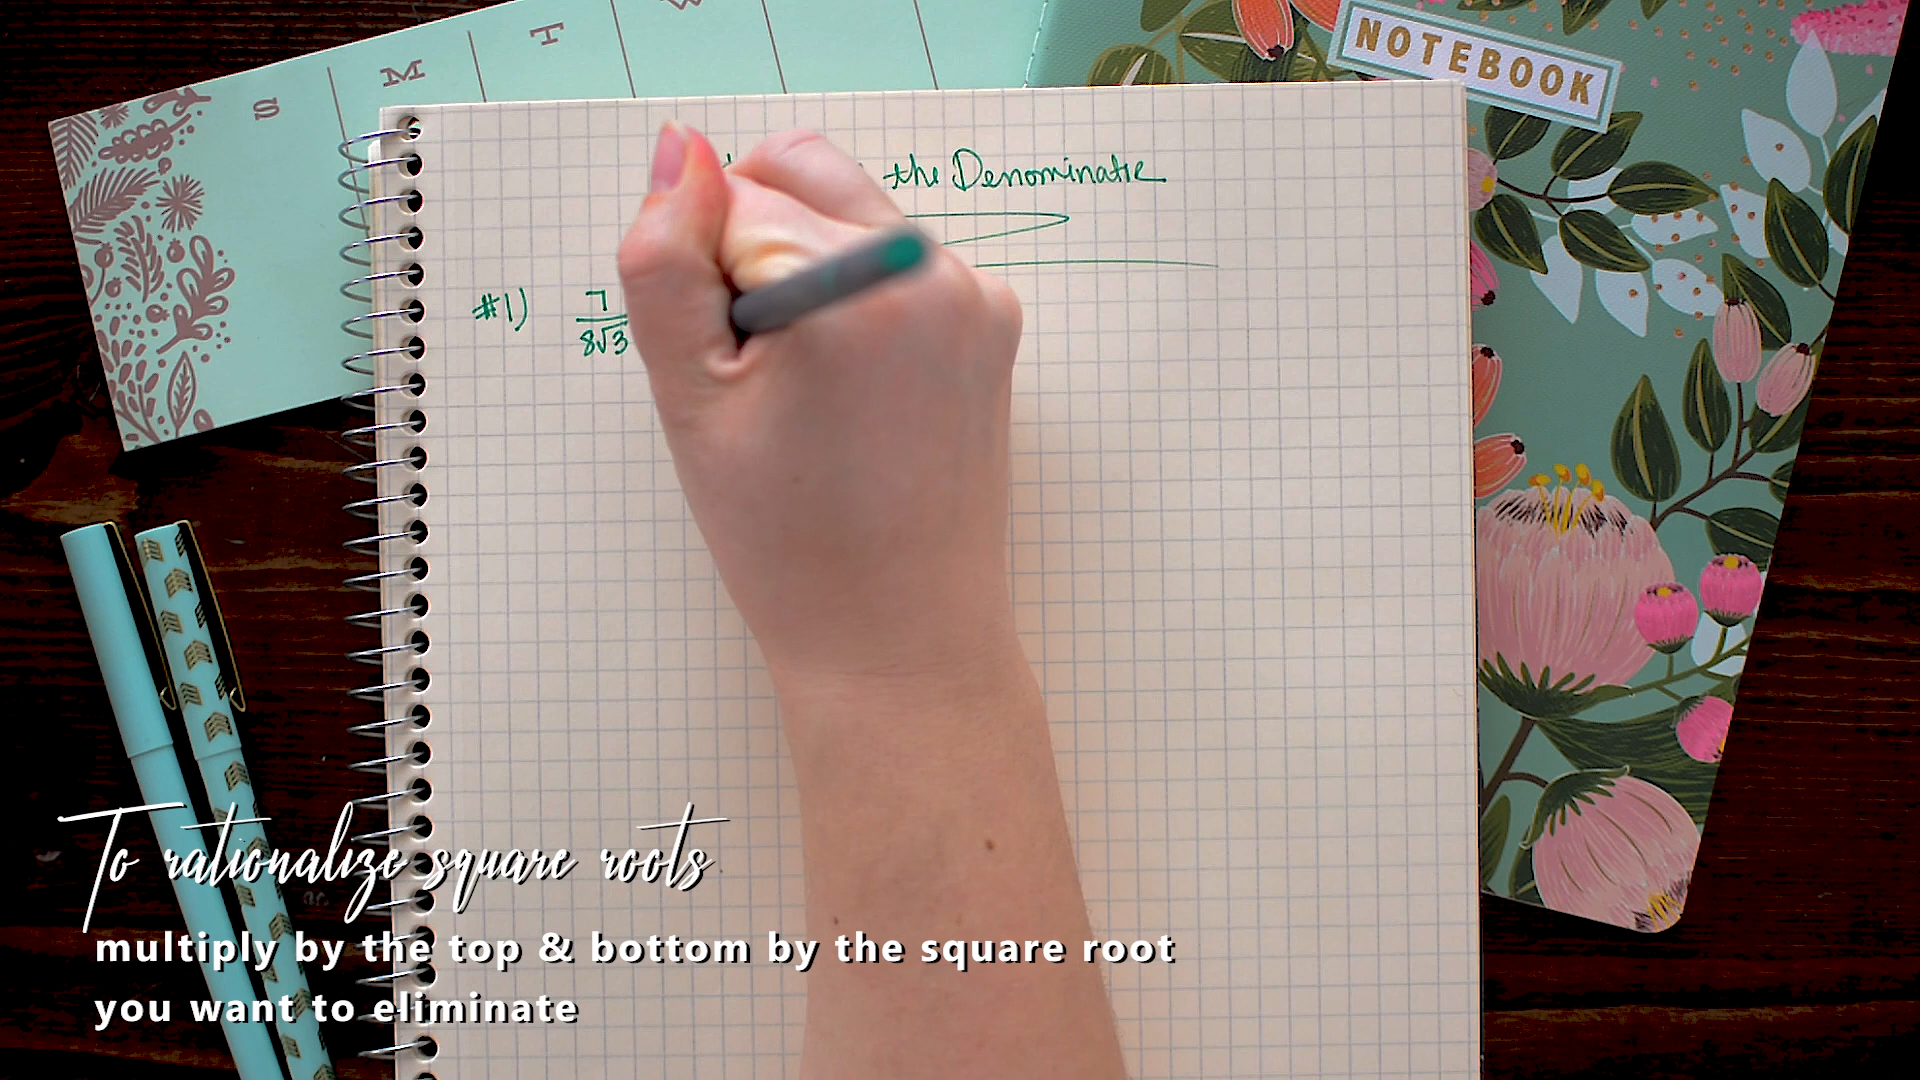 S M T W
NOTEBOOK
the Denominator
#1) 7
8√3
To rationalize square roots
multiply by the top & bottom by the square root
you want to eliminate